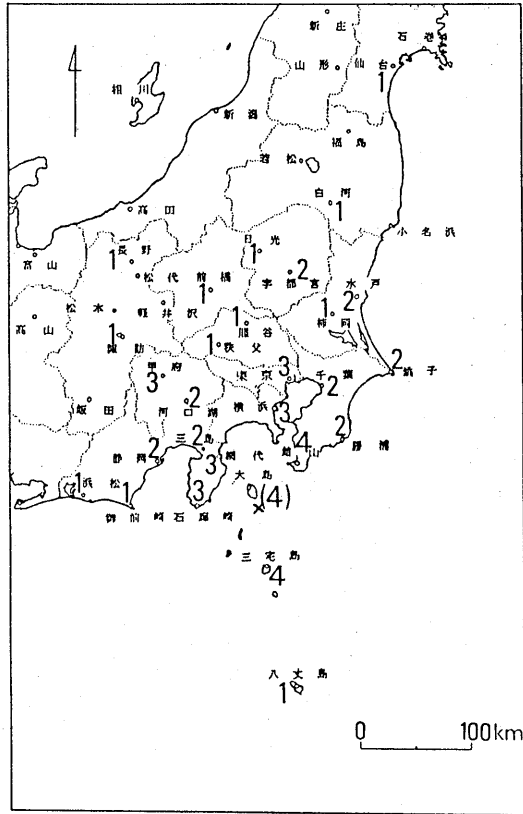 新庄
石巻
山形
仙台
1
相川
新潟
福島
若松
白河
1
小名浜
高田
長野
1
日光
1
富山
松代
前橋
1
宇都宮
2
水戸
2
松本
軽井沢
熊谷
1
柿岡
1
高山
諏訪
1
秩父
1
甲府
3
東京
3
千葉
2
銚子
2
飯田
河口湖
2
横浜
3
館山
4
勝浦
2
静岡
2
三島
2
網代
3
大島
(4)
浜松
1
1
3
御前崎
石廊崎
三宅島
4
八丈島
1
0
100km